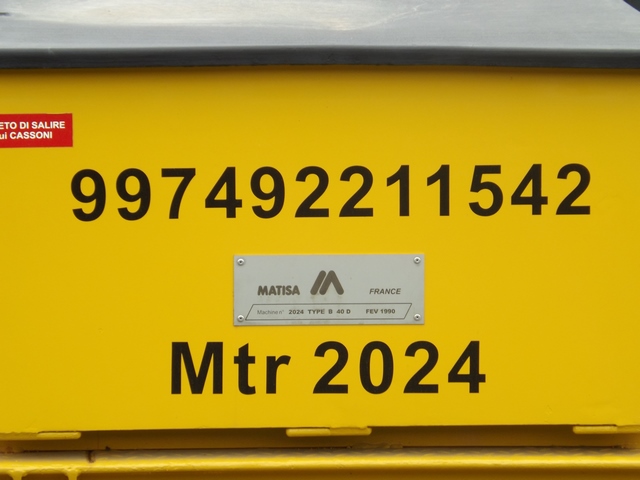 ETO DI SALIRE
ui CASSONI
997492211542
MATISA FRANCE
Machine n° 2024 TYPE B 40 D FEV 1990
Mtr 2024